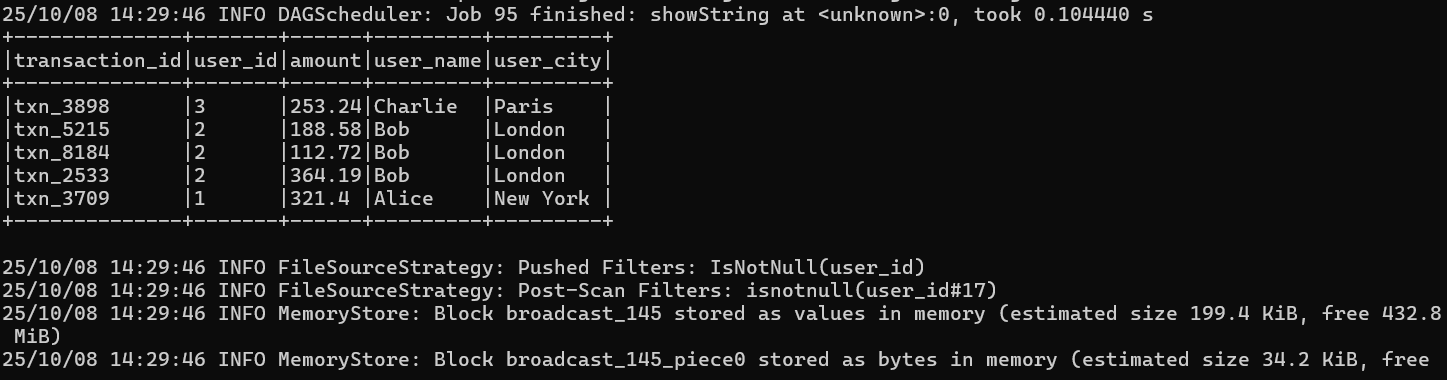 25/10/08 14:29:46 INFO DAGScheduler: Job 95 finished: showString at <unknown>:0, took 0.104440 s
+--------------+-------+------+---------+---------+
|transaction_id|user_id|amount|user_name|user_city|
+--------------+-------+------+---------+---------+
|txn_3898      |3      |253.24|Charlie  |Paris    |
|txn_5215      |2      |188.58|Bob      |London   |
|txn_8184      |2      |112.72|Bob      |London   |
|txn_2533      |2      |364.19|Bob      |London   |
|txn_3709      |1      |321.4 |Alice    |New York |
+--------------+-------+------+---------+---------+
25/10/08 14:29:46 INFO FileSourceStrategy: Pushed Filters: IsNotNull(user_id)
25/10/08 14:29:46 INFO FileSourceStrategy: Post-Scan Filters: isnotnull(user_id#17)
25/10/08 14:29:46 INFO MemoryStore: Block broadcast_145 stored as values in memory (estimated size 199.4 KiB, free 432.8
 MiB)
25/10/08 14:29:46 INFO MemoryStore: Block broadcast_145_piece0 stored as bytes in memory (estimated size 34.2 KiB, free